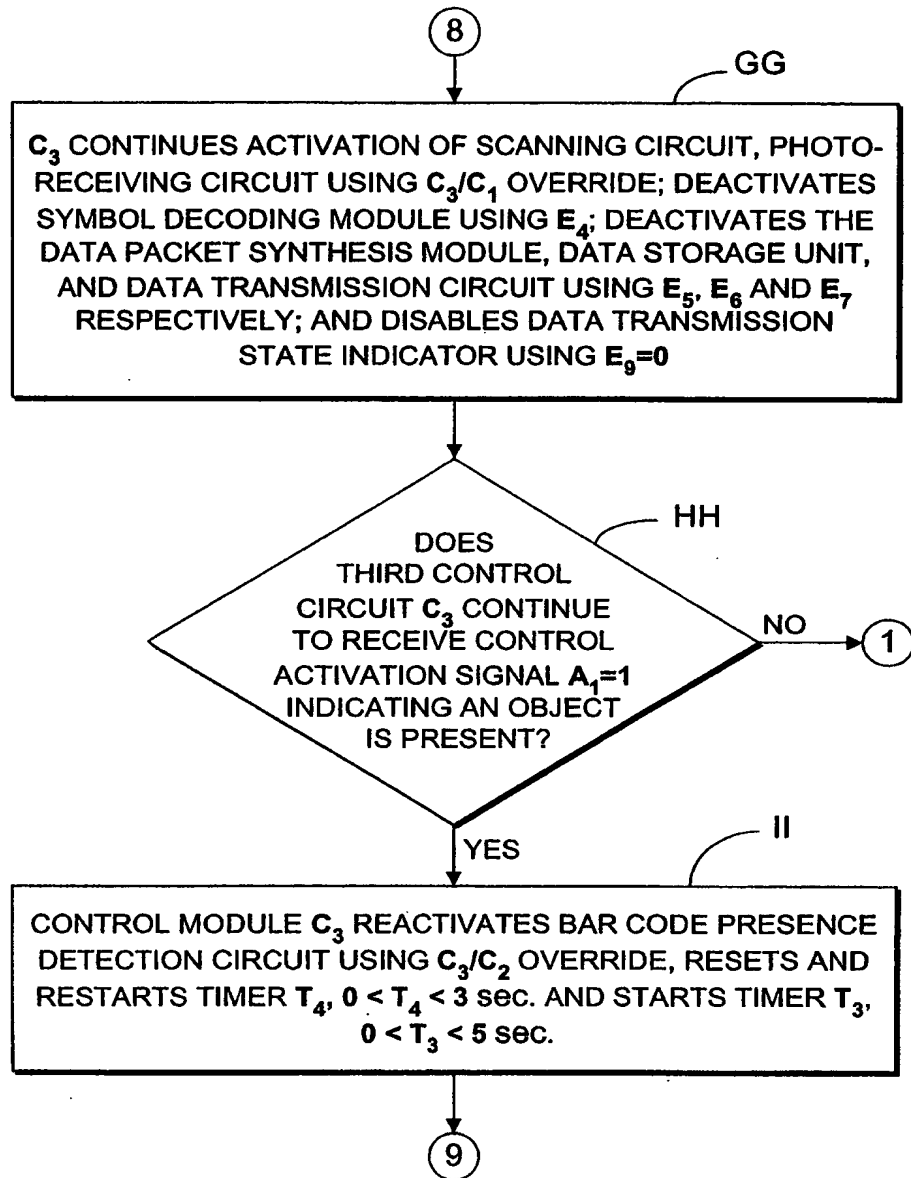 8
GG
C3 CONTINUES ACTIVATION OF SCANNING CIRCUIT, PHOTO-
RECEIVING CIRCUIT USING C3/C1 OVERRIDE; DEACTIVATES
SYMBOL DECODING MODULE USING E4; DEACTIVATES THE
DATA PACKET SYNTHESIS MODULE, DATA STORAGE UNIT,
AND DATA TRANSMISSION CIRCUIT USING E5, E6 AND E7
RESPECTIVELY; AND DISABLES DATA TRANSMISSION
STATE INDICATOR USING E9=0
HH
DOES
THIRD CONTROL
CIRCUIT C3 CONTINUE
TO RECEIVE CONTROL
ACTIVATION SIGNAL A1=1
INDICATING AN OBJECT
IS PRESENT?
NO
1
YES
II
CONTROL MODULE C3 REACTIVATES BAR CODE PRESENCE
DETECTION CIRCUIT USING C3/C2 OVERRIDE, RESETS AND
RESTARTS TIMER T4, 0 < T4 < 3 sec. AND STARTS TIMER T3,
0 < T3 < 5 sec.
9